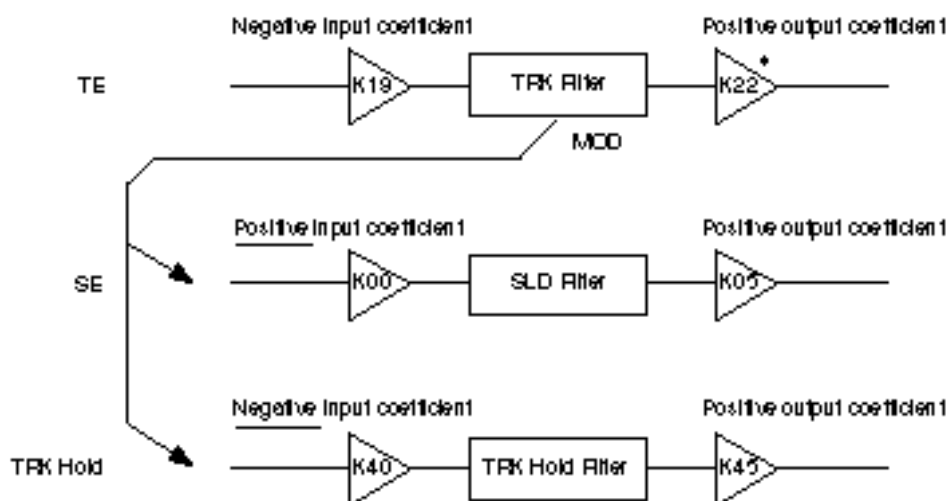 Negative input coefficient Positive output coefficient
TE K19 TRK Filter K22 *
MOD
Positive input coefficient Positive output coefficient
SE K00 SLD Filter K05
Negative input coefficient Positive output coefficient
TRK Hold K40 TRK Hold Filter K45